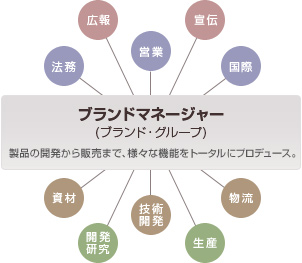 広報
宣伝
営業
法務
国際
ブランドマネージャー
(ブランド・グループ)
製品の開発から販売まで、様々な機能をトータルにプロデュース。
資材
技術
開発
物流
開発
研究
生産